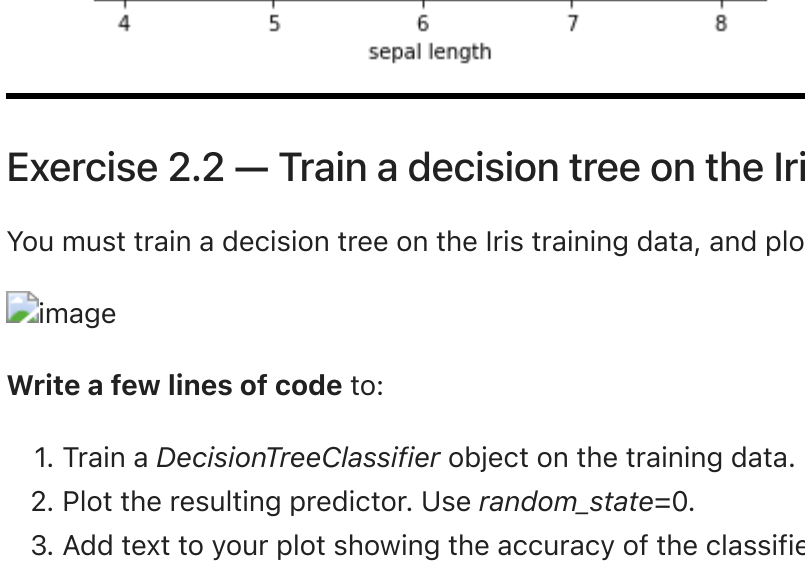 4 5 6 7 8
sepal length
Exercise 2.2 — Train a decision tree on the Iri
You must train a decision tree on the Iris training data, and plo
image
Write a few lines of code to:
1. Train a DecisionTreeClassifier object on the training data.
2. Plot the resulting predictor. Use random_state=0.
3. Add text to your plot showing the accuracy of the classifie